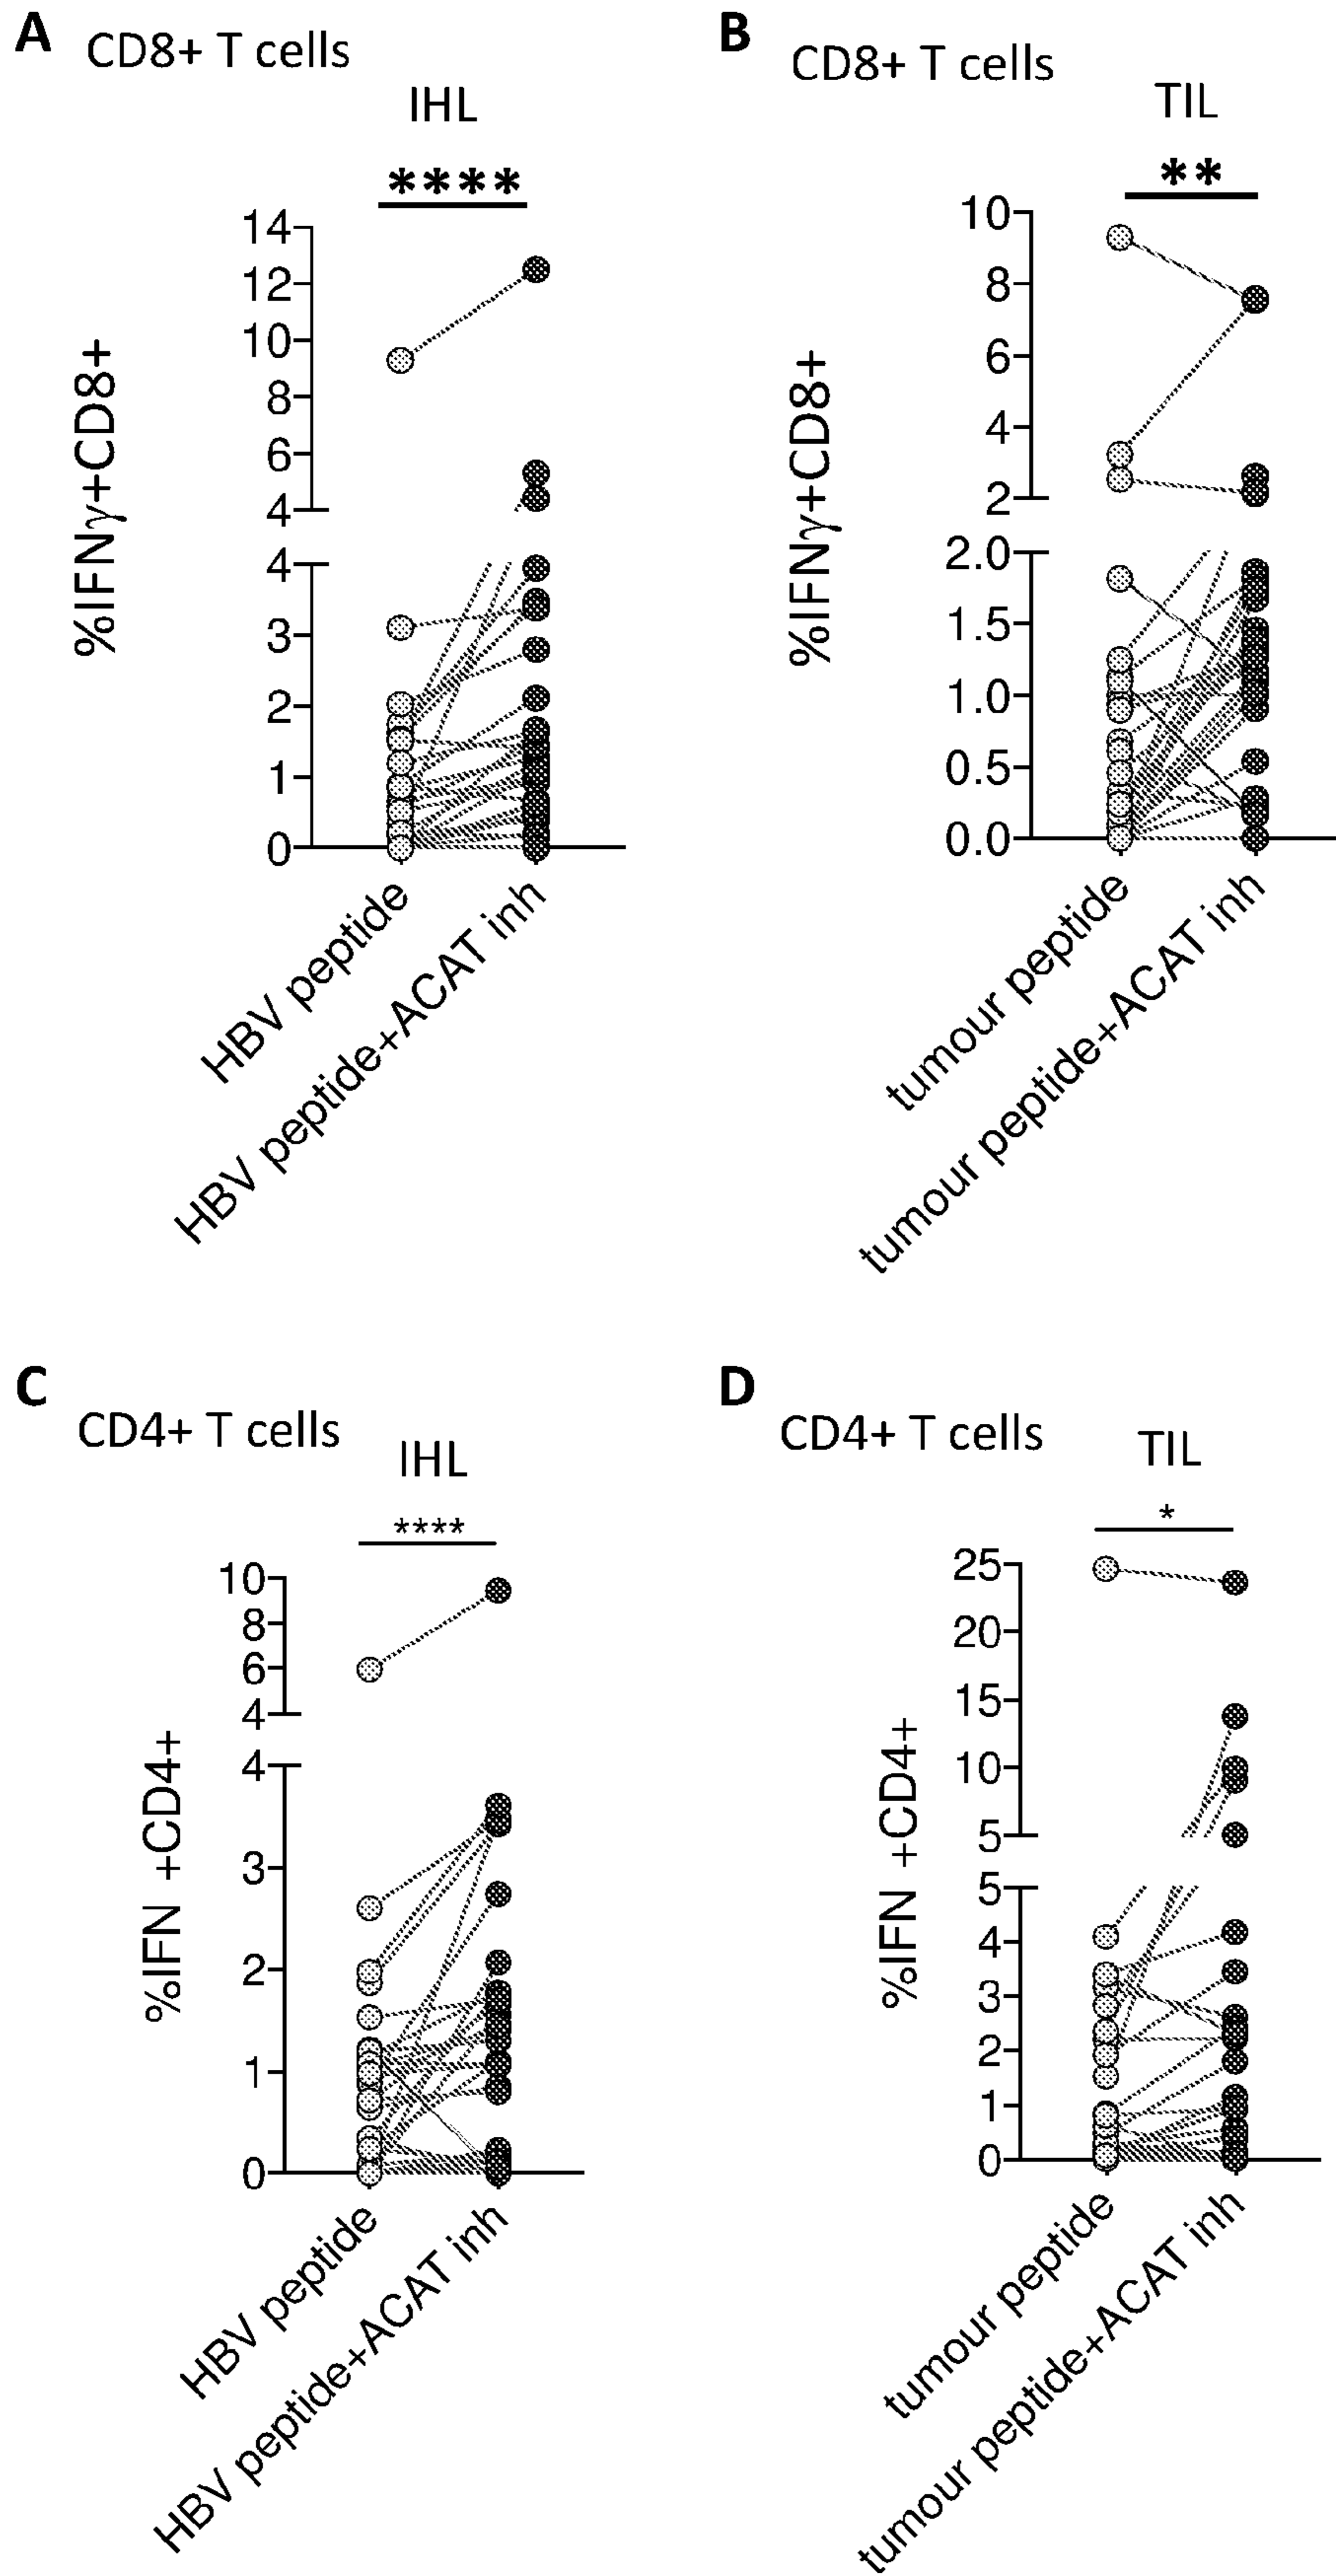 A
CD8+ T cells
IHL
****
%IFNγ+CD8+
14
12
10
8
6
4
4
3
2
1
0
HBV peptide
HBV peptide+ACAT inh
B
CD8+ T cells
TIL
**
%IFNγ+CD8+
10
8
6
4
2
2.0
1.5
1.0
0.5
0.0
tumour peptide
tumour peptide+ACAT inh
C
CD4+ T cells
IHL
****
%IFN +CD4+
10
8
6
4
4
3
2
1
0
HBV peptide
HBV peptide+ACAT inh
D
CD4+ T cells
TIL
*
%IFN +CD4+
25
20
15
10
5
5
4
3
2
1
0
tumour peptide
tumour peptide+ACAT inh